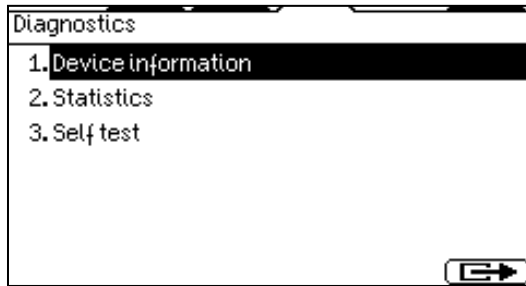 Diagnostics
1. Device information
2. Statistics
3. Self test